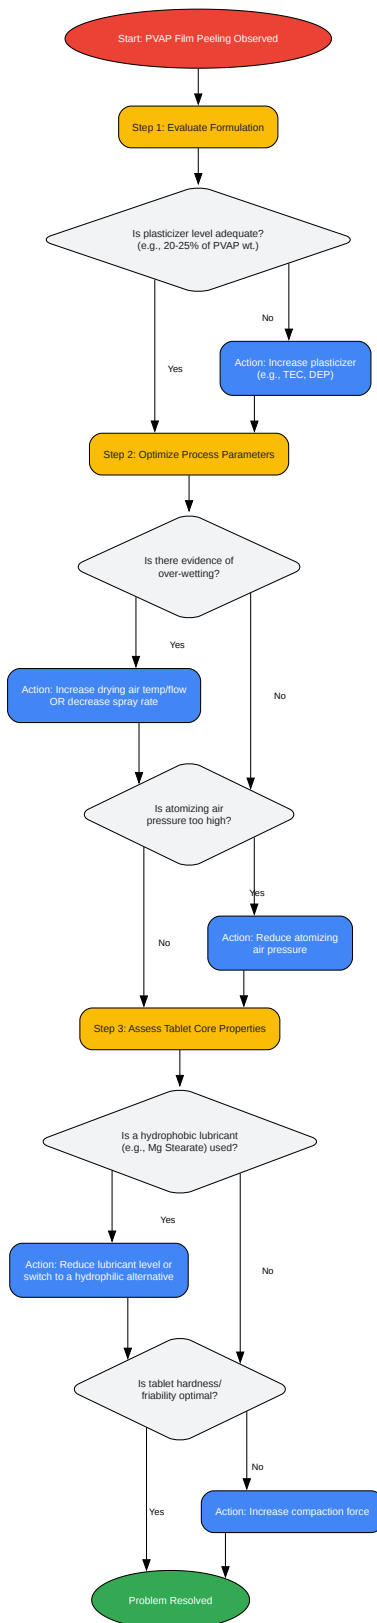 Start: PVAP Film Peeling Observed
Step 1: Evaluate Formulation
Is plasticizer level adequate?
(e.g., 20-25% of PVAP wt.)
No
Action: Increase plasticizer
(e.g., TEC, DEP)
Yes
Step 2: Optimize Process Parameters
Is there evidence of
over-wetting?
Yes
Action: Increase drying air temp/flow
OR decrease spray rate
No
Is atomizing air
pressure too high?
Yes
Action: Reduce atomizing
air pressure
No
Step 3: Assess Tablet Core Properties
Is a hydrophobic lubricant
(e.g., Mg Stearate) used?
Yes
Action: Reduce lubricant level or
switch to a hydrophilic alternative
No
Is tablet hardness/
friability optimal?
No
Action: Increase compaction force
Yes
Problem Resolved